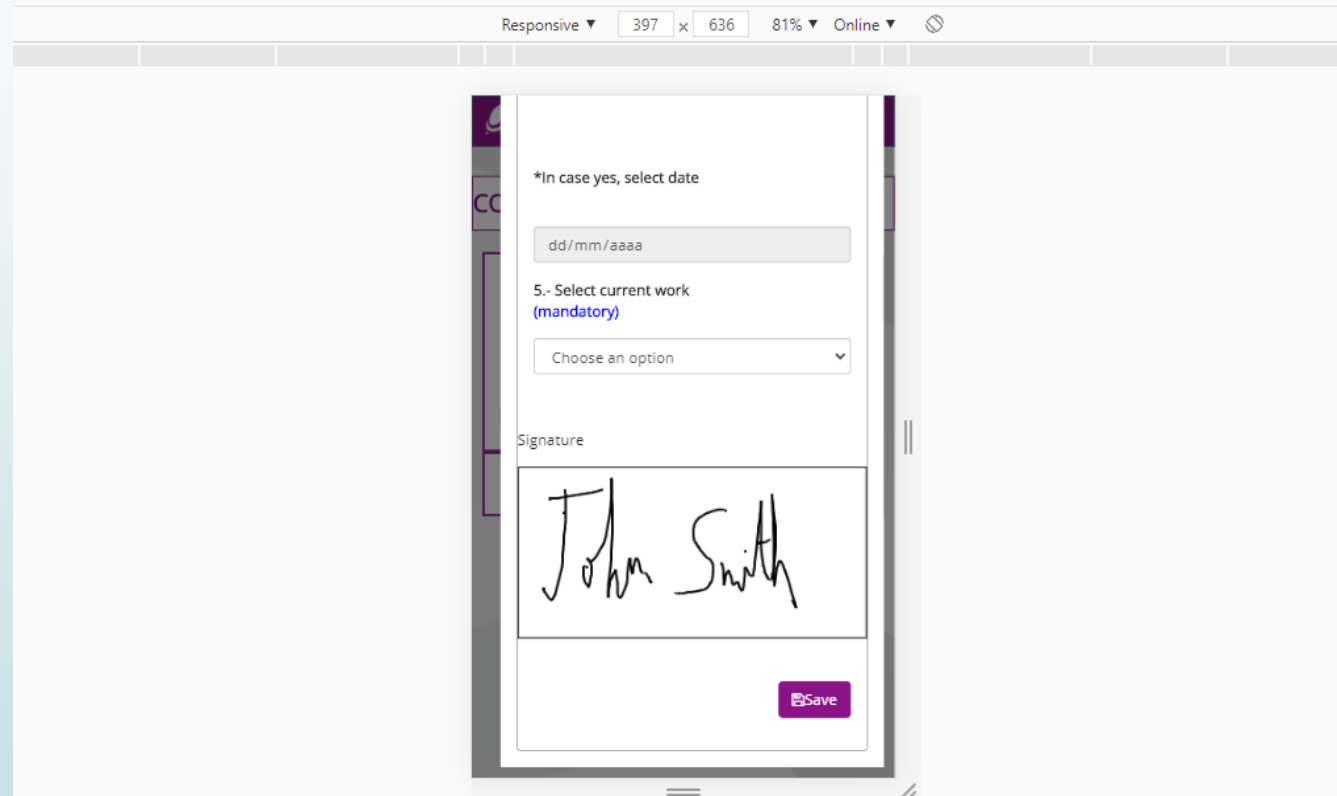 Responsive ▼ 397 × 636 81% ▼ Online ▼
CO
*In case yes, select date
dd/mm/aaaa
5.- Select current work
(mandatory)
Choose an option
Signature
John Smith
Save